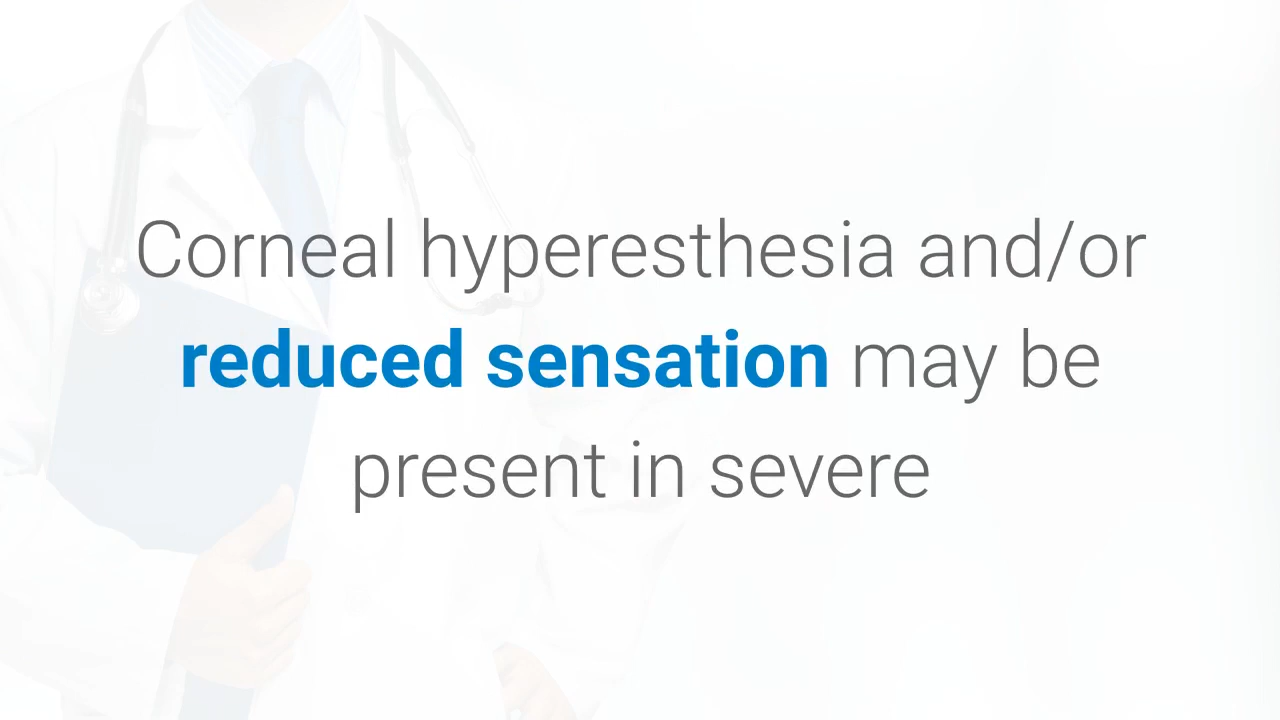 Corneal hyperesthesia and/or
reduced sensation may be
present in severe